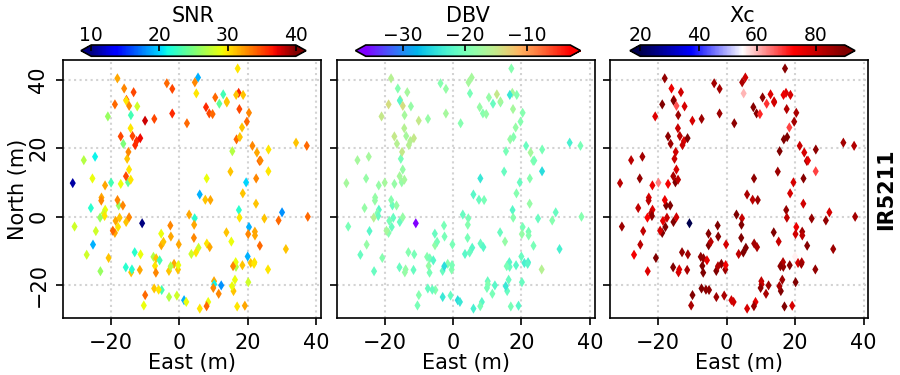 SNR DBV Xc
10 20 30 40 −30 −20 −10 20 40 60 80
40
20
0
−20
North (m)
IR5211
−20 0 20 40 −20 0 20 40 −20 0 20 40
East (m) East (m) East (m)